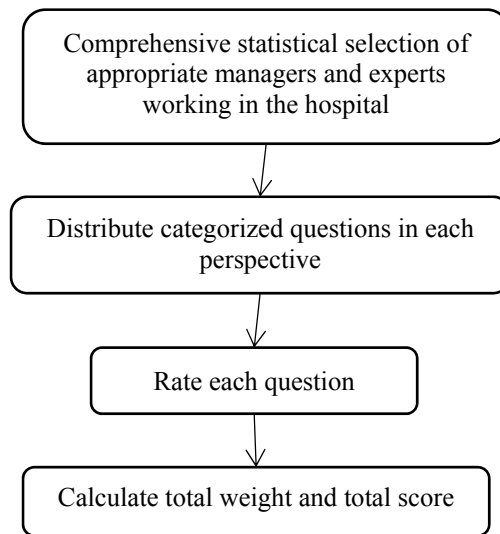 Comprehensive statistical selection of
appropriate managers and experts
working in the hospital
Distribute categorized questions in each
perspective
Rate each question
Calculate total weight and total score